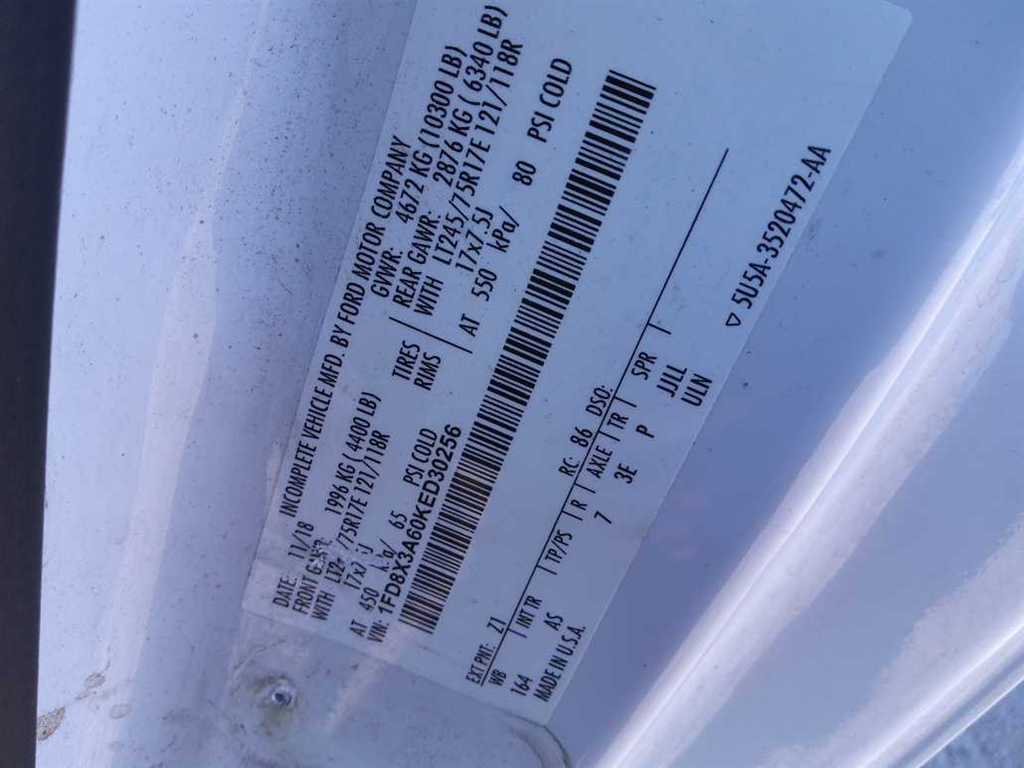 INCOMPLETE VEHICLE MFD. BY FORD MOTOR COMPANY
DATE: 11/18 GVWR: 4672 KG (10300 LB)
FRONT 1996 KG ( 4400 LB) REAR GAWR: 2876 KG ( 6340 LB)
WITH /75R17E 121/118R TIRES WITH LT245/75R17E 121/118R
17x7 RIMS 17x7.5J
AT 450 65 PSI COLD AT 550 kPa/ 80 PSI COLD
VIN: 1FD8X3A60KED30256
EXT PNT: Z1 RC: 86 DSO:
WB INT TR TP/PS R AXLE TR SPR
164 AS 7 3E P JJLL
MADE IN U.S.A. ULN
▽ 5U5A-3520472-AA